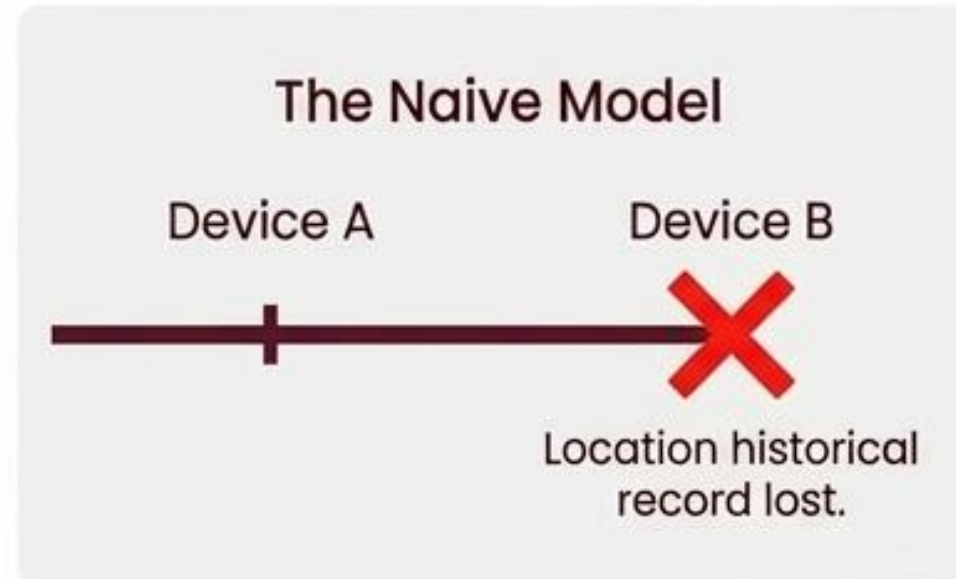 The Naive Model
Device A Device B
Location historical
record lost.